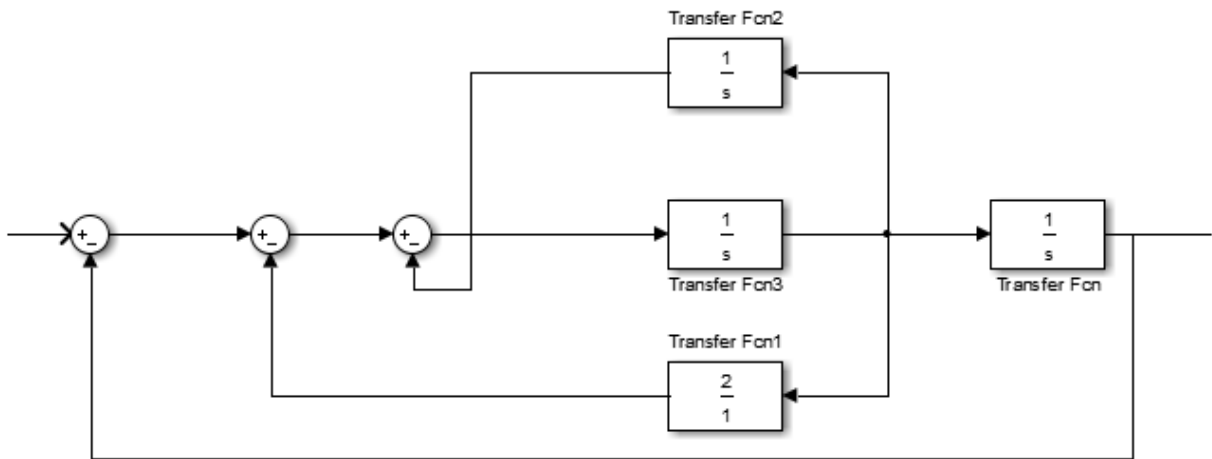 Transfer Fcn2
1
s
+
-
+
-
+
-
1
s
Transfer Fcn3
1
s
Transfer Fcn
Transfer Fcn1
2
1